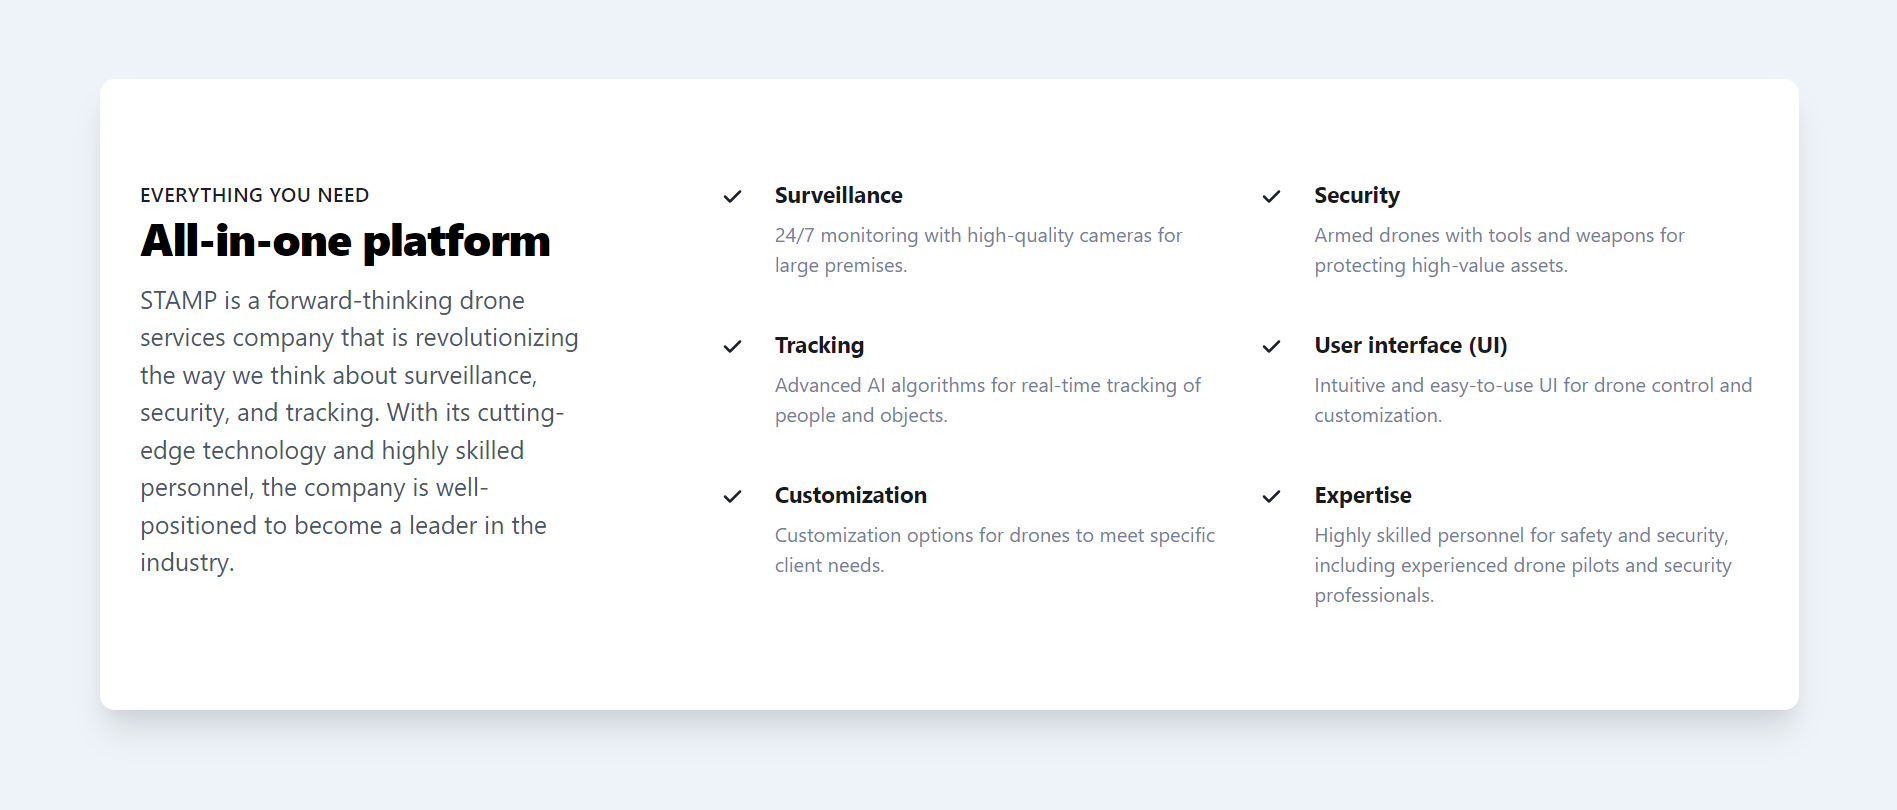 EVERYTHING YOU NEED
All-in-one platform
STAMP is a forward-thinking drone
services company that is revolutionizing
the way we think about surveillance,
security, and tracking. With its cutting-
edge technology and highly skilled
personnel, the company is well-
positioned to become a leader in the
industry.
Surveillance
24/7 monitoring with high-quality cameras for
large premises.
Security
Armed drones with tools and weapons for
protecting high-value assets.
Tracking
Advanced AI algorithms for real-time tracking of
people and objects.
User interface (UI)
Intuitive and easy-to-use UI for drone control and
customization.
Customization
Customization options for drones to meet specific
client needs.
Expertise
Highly skilled personnel for safety and security,
including experienced drone pilots and security
professionals.